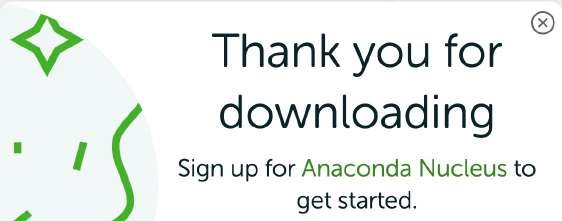 Thank you for
downloading
Sign up for Anaconda Nucleus to
get started.